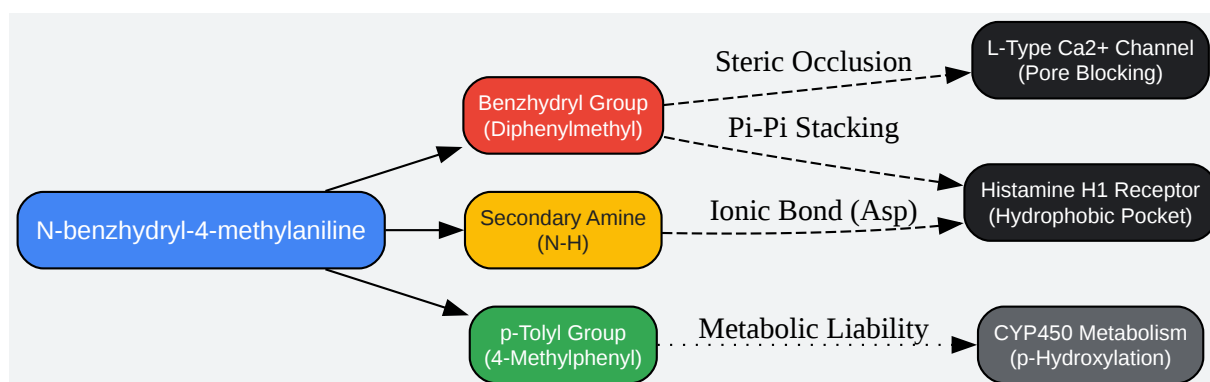 L-Type Ca2+ Channel
(Pore Blocking)
Steric Occlusion
Benzhydryl Group
(Diphenylmethyl)
Pi-Pi Stacking
Histamine H1 Receptor
(Hydrophobic Pocket)
N-benzhydryl-4-methylaniline
Secondary Amine
(N-H)
Ionic Bond (Asp)
p-Tolyl Group
(4-Methylphenyl)
Metabolic Liability
CYP450 Metabolism
(p-Hydroxylation)